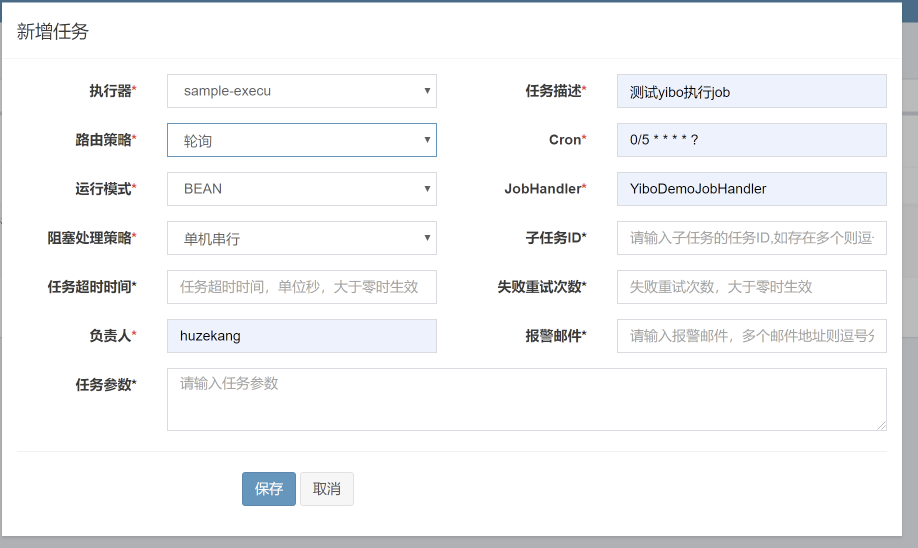 新增任务
执行器* sample-execu 任务描述* 测试yibo执行job
路由策略* 轮询 Cron* 0/5 * * * * ?
运行模式* BEAN JobHandler* YiboDemoJobHandler
阻塞处理策略* 单机串行 子任务ID* 请输入子任务的任务ID,如存在多个则逗
任务超时时间* 任务超时时间，单位秒，大于零时生效 失败重试次数* 失败重试次数，大于零时生效
负责人* huzekang 报警邮件* 请输入报警邮件，多个邮件地址则逗号分
任务参数* 请输入任务参数
保存 取消